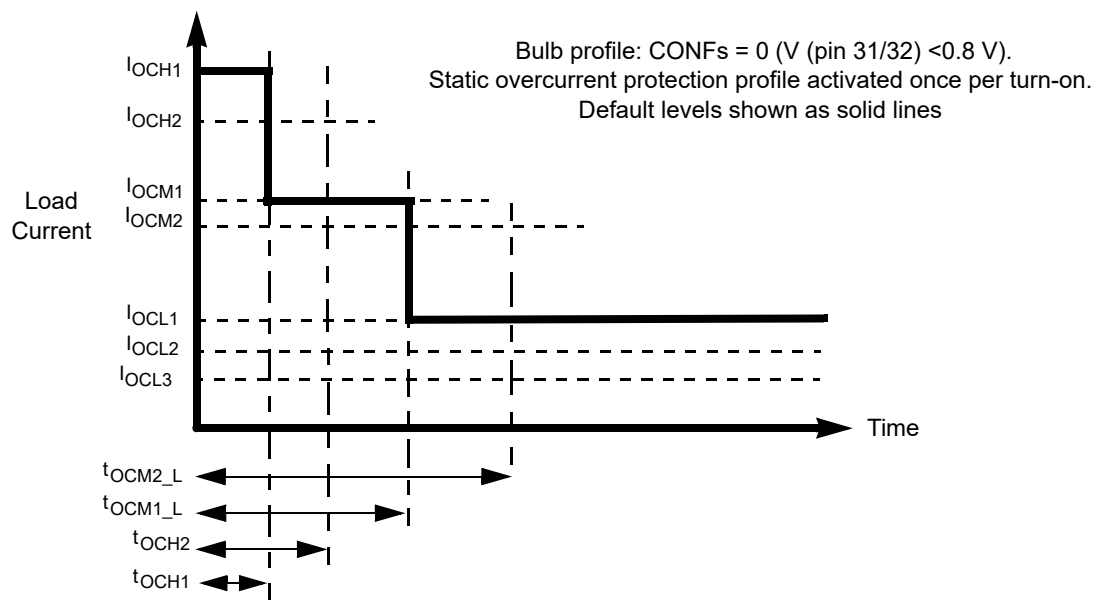 Bulb profile: CONFs = 0 (V (pin 31/32) <0.8 V).
Static overcurrent protection profile activated once per turn-on.
Default levels shown as solid lines
IOCH1
IOCH2
IOCM1
IOCM2
Load
Current
IOCL1
IOCL2
IOCL3
Time
tOCM2_L
tOCM1_L
tOCH2
tOCH1